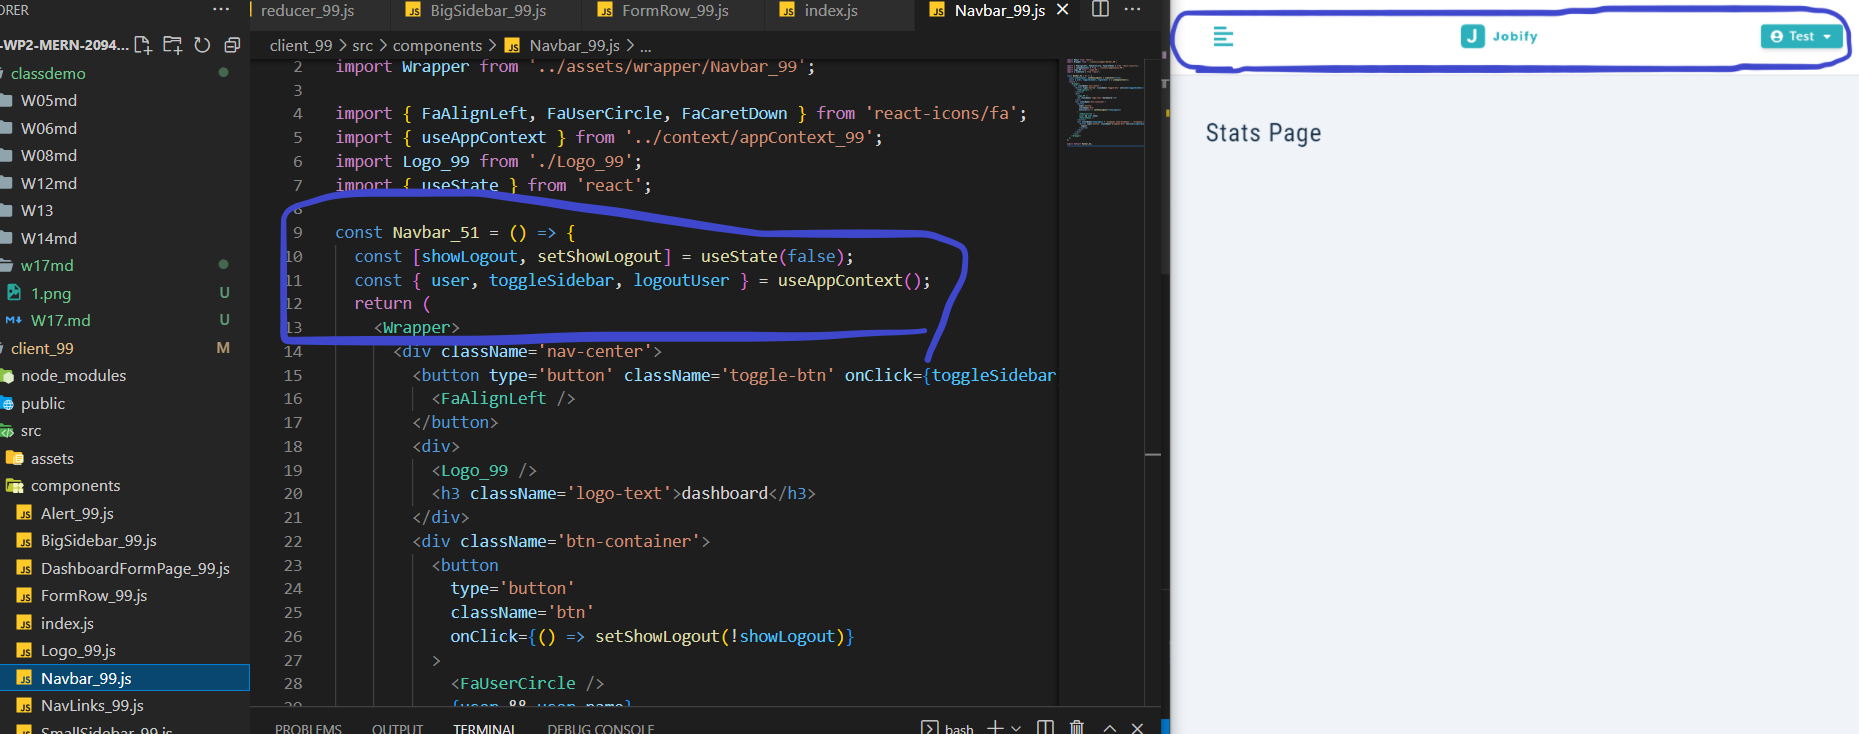 ORER ...
-WP2-MERN-2094...
classdemo
W05md
W06md
W08md
W12md
W13
W14md
w17md
1.png U
W17.md U
client_99 M
node_modules
public
src
assets
components
Alert_99.js
BigSidebar_99.js
DashboardFormPage_99.js
FormRow_99.js
index.js
Logo_99.js
Navbar_99.js
NavLinks_99.js
SmallSidebar_99.js
reducer_99.js BigSidebar_99.js FormRow_99.js index.js Navbar_99.js
client_99 > src > components > Navbar_99.js > ...
2 import Wrapper from '../assets/wrapper/Navbar_99';
3
4 import { FaAlignLeft, FaUserCircle, FaCaretDown } from 'react-icons/fa';
5 import { useAppContext } from '../context/appContext_99';
6 import Logo_99 from './Logo_99';
7 import { useState } from 'react';
8
9 const Navbar_51 = () => {
10 const [showLogout, setShowLogout] = useState(false);
11 const { user, toggleSidebar, logoutUser } = useAppContext();
12 return (
13 <Wrapper>
14 <div className='nav-center'>
15 <button type='button' className='toggle-btn' onClick={toggleSidebar
16 <FaAlignLeft />
17 </button>
18 <div>
19 <Logo_99 />
20 <h3 className='logo-text'>dashboard</h3>
21 </div>
22 <div className='btn-container'>
23 <button
24 type='button'
25 className='btn'
26 onClick={() => setShowLogout(!showLogout)}
27 >
28 <FaUserCircle />
29 {user && user.name}
PROBLEMS OUTPUT TERMINAL DEBUG CONSOLE bash
J Jobify
Test
Stats Page